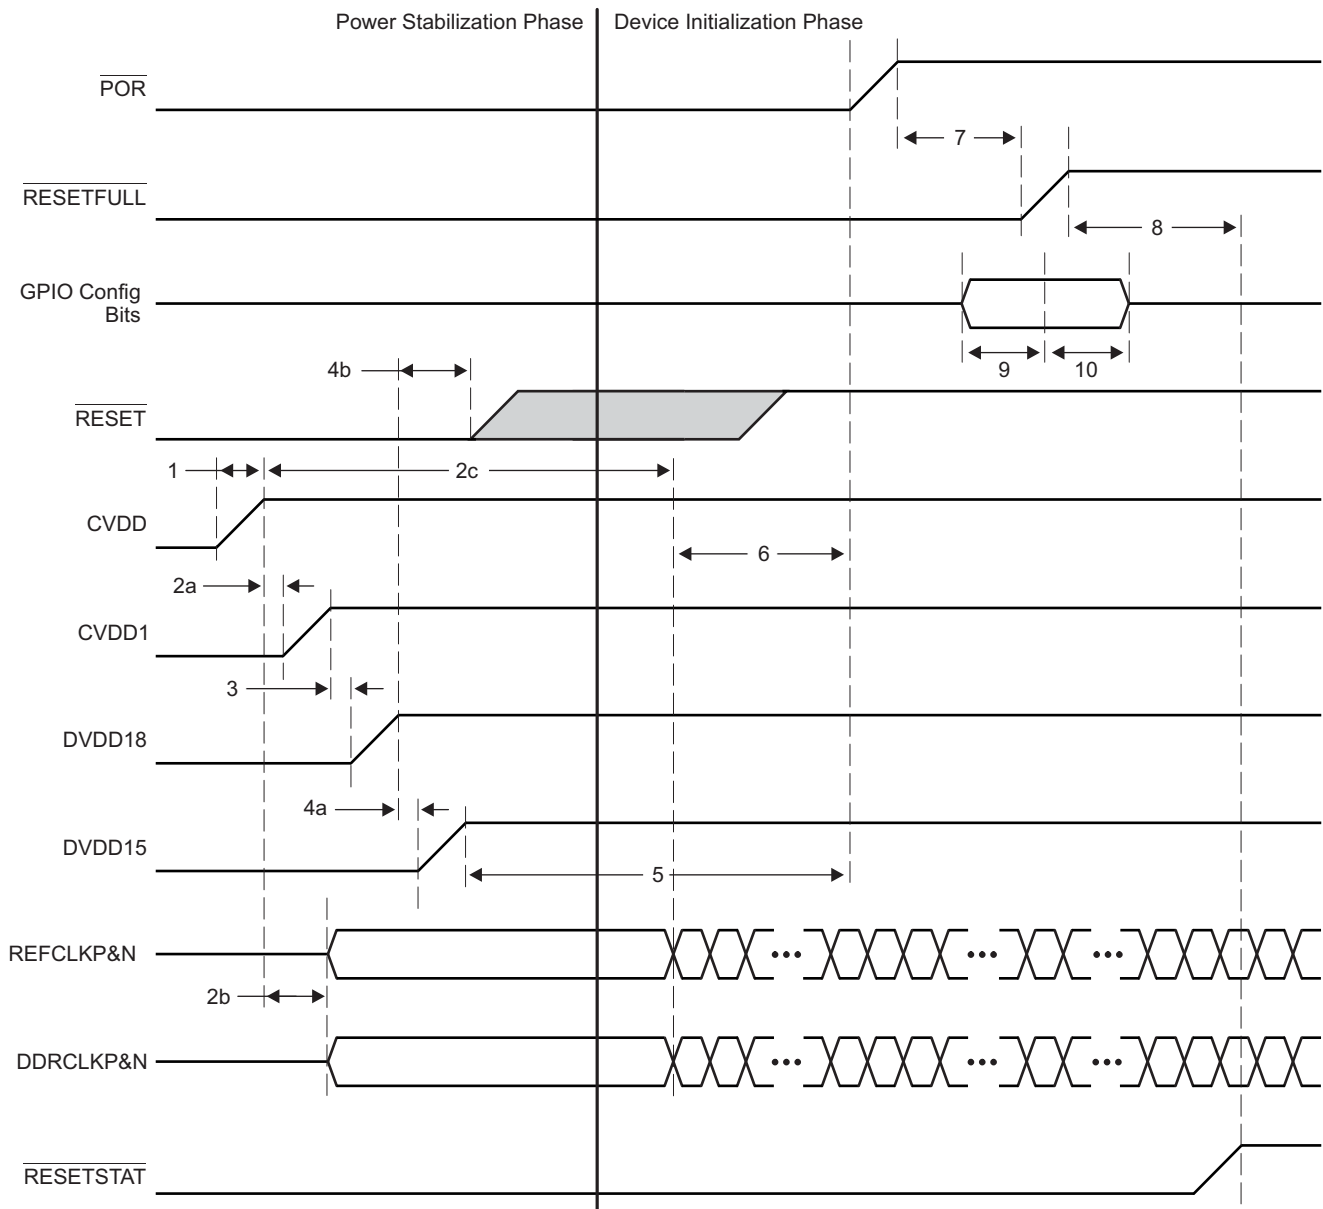 Power Stabilization Phase
Device Initialization Phase
POR
7
RESETFULL
8
GPIO Config
Bits
9
10
4b
RESET
1
2c
CVDD
6
2a
CVDD1
3
DVDD18
4a
DVDD15
5
REFCLKP&N
2b
DDRCLKP&N
RESETSTAT